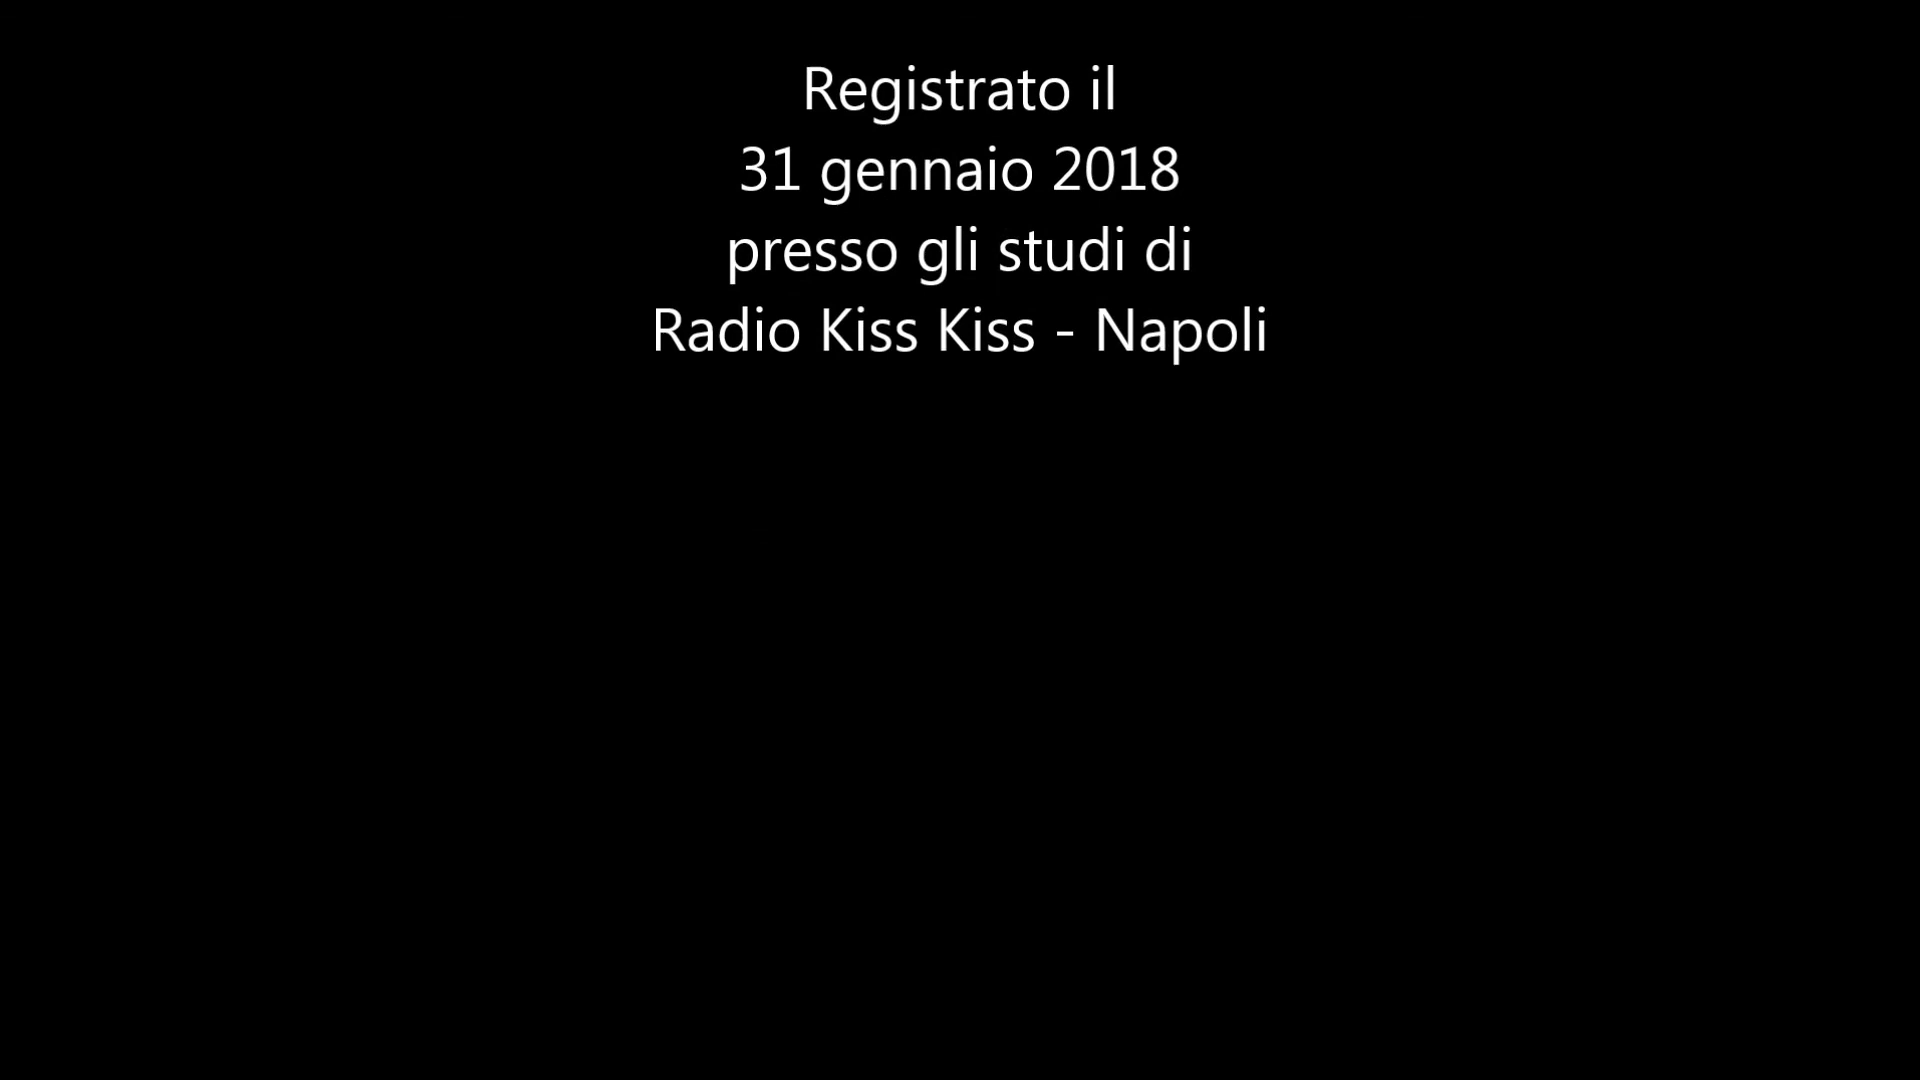 Registrato il
31 gennaio 2018
presso gli studi di
Radio Kiss Kiss - Napoli